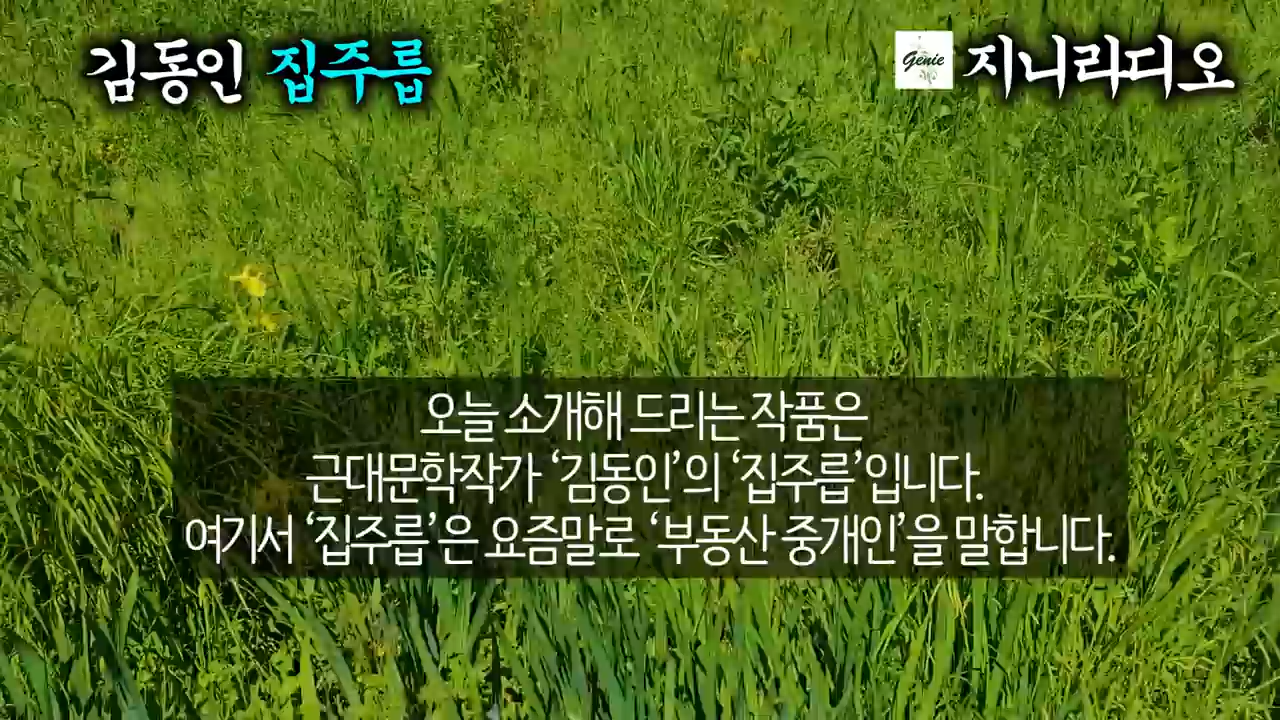 김동인 집주릅
Genie 지니라디오
오늘 소개해 드리는 작품은
근대문학작가 ‘김동인’의 ‘집주릅’입니다.
여기서 ‘집주릅’은 요즘말로 ‘부동산 중개인’을 말합니다.